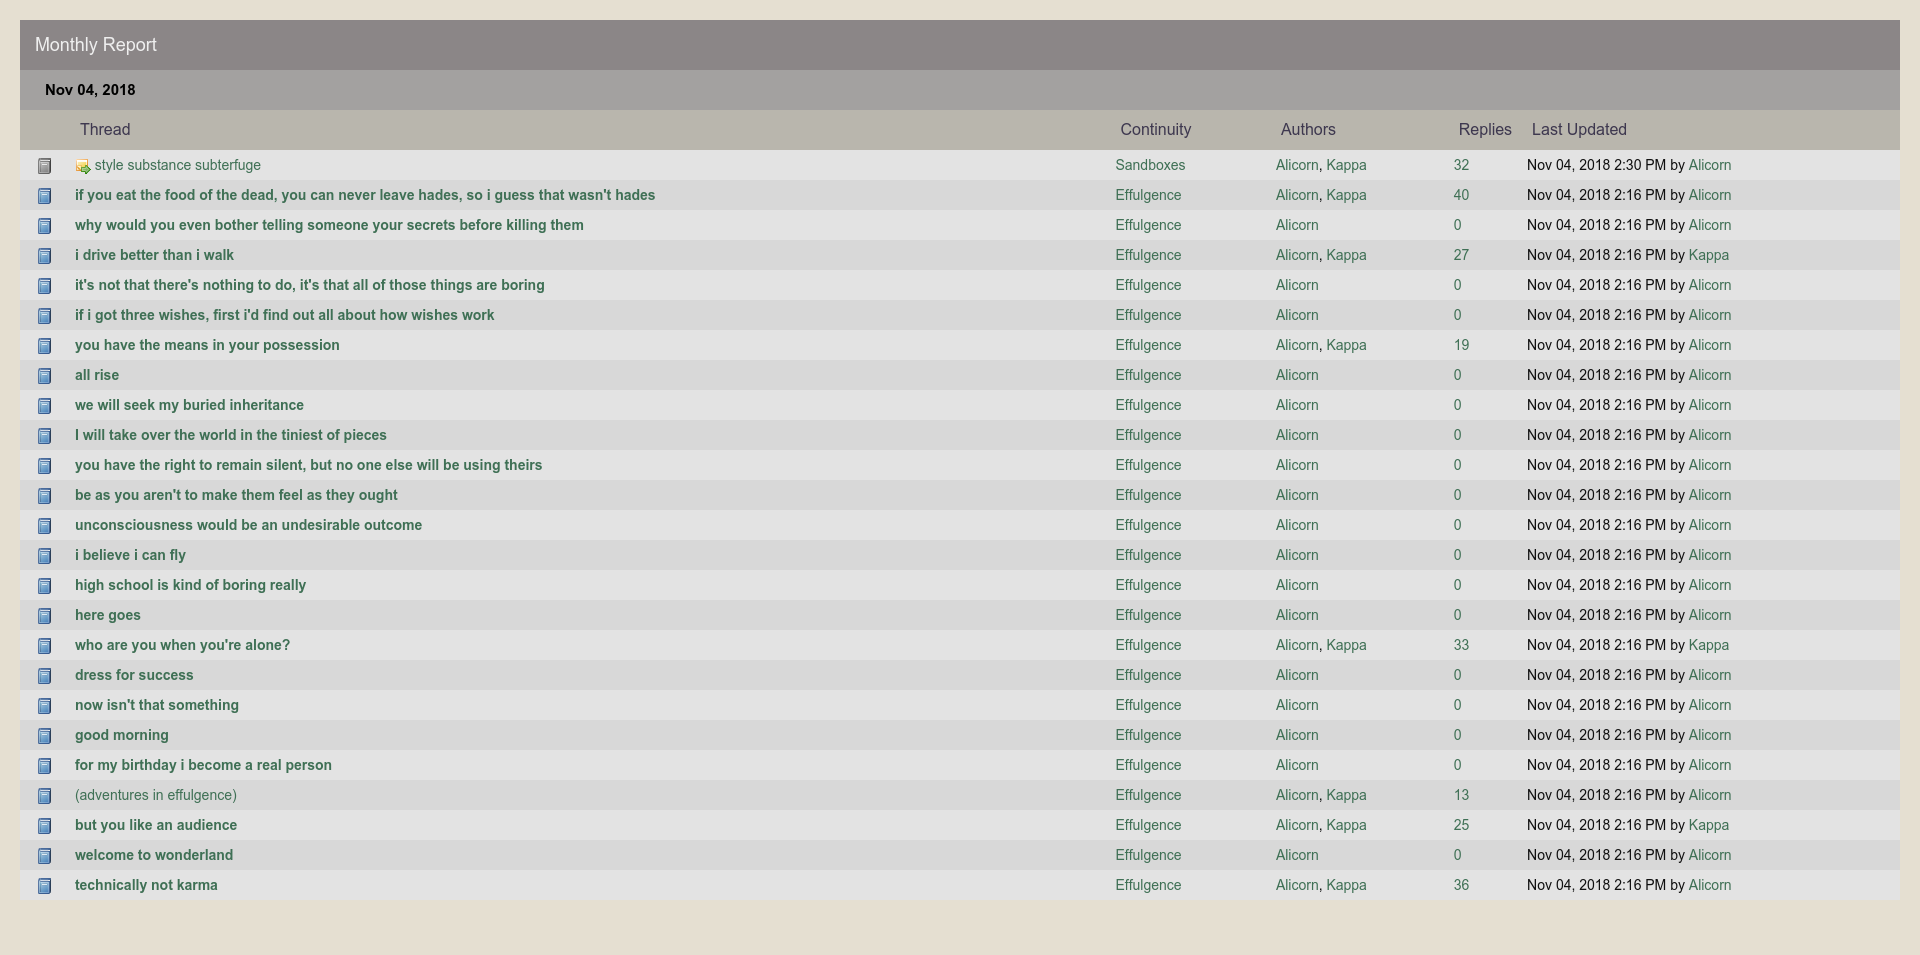 Monthly Report
Nov 04, 2018
Thread Continuity Authors Replies Last Updated
style substance subterfuge Sandboxes Alicorn, Kappa 32 Nov 04, 2018 2:30 PM by Alicorn
if you eat the food of the dead, you can never leave hades, so i guess that wasn't hades Effulgence Alicorn, Kappa 40 Nov 04, 2018 2:16 PM by Alicorn
why would you even bother telling someone your secrets before killing them Effulgence Alicorn 0 Nov 04, 2018 2:16 PM by Alicorn
i drive better than i walk Effulgence Alicorn, Kappa 27 Nov 04, 2018 2:16 PM by Kappa
it's not that there's nothing to do, it's that all of those things are boring Effulgence Alicorn 0 Nov 04, 2018 2:16 PM by Alicorn
if i got three wishes, first i'd find out all about how wishes work Effulgence Alicorn 0 Nov 04, 2018 2:16 PM by Alicorn
you have the means in your possession Effulgence Alicorn, Kappa 19 Nov 04, 2018 2:16 PM by Alicorn
all rise Effulgence Alicorn 0 Nov 04, 2018 2:16 PM by Alicorn
we will seek my buried inheritance Effulgence Alicorn 0 Nov 04, 2018 2:16 PM by Alicorn
I will take over the world in the tiniest of pieces Effulgence Alicorn 0 Nov 04, 2018 2:16 PM by Alicorn
you have the right to remain silent, but no one else will be using theirs Effulgence Alicorn 0 Nov 04, 2018 2:16 PM by Alicorn
be as you aren't to make them feel as they ought Effulgence Alicorn 0 Nov 04, 2018 2:16 PM by Alicorn
unconsciousness would be an undesirable outcome Effulgence Alicorn 0 Nov 04, 2018 2:16 PM by Alicorn
i believe i can fly Effulgence Alicorn 0 Nov 04, 2018 2:16 PM by Alicorn
high school is kind of boring really Effulgence Alicorn 0 Nov 04, 2018 2:16 PM by Alicorn
here goes Effulgence Alicorn 0 Nov 04, 2018 2:16 PM by Alicorn
who are you when you're alone? Effulgence Alicorn, Kappa 33 Nov 04, 2018 2:16 PM by Kappa
dress for success Effulgence Alicorn 0 Nov 04, 2018 2:16 PM by Alicorn
now isn't that something Effulgence Alicorn 0 Nov 04, 2018 2:16 PM by Alicorn
good morning Effulgence Alicorn 0 Nov 04, 2018 2:16 PM by Alicorn
for my birthday i become a real person Effulgence Alicorn 0 Nov 04, 2018 2:16 PM by Alicorn
(adventures in effulgence) Effulgence Alicorn, Kappa 13 Nov 04, 2018 2:16 PM by Alicorn
but you like an audience Effulgence Alicorn, Kappa 25 Nov 04, 2018 2:16 PM by Kappa
welcome to wonderland Effulgence Alicorn 0 Nov 04, 2018 2:16 PM by Alicorn
technically not karma Effulgence Alicorn, Kappa 36 Nov 04, 2018 2:16 PM by Alicorn